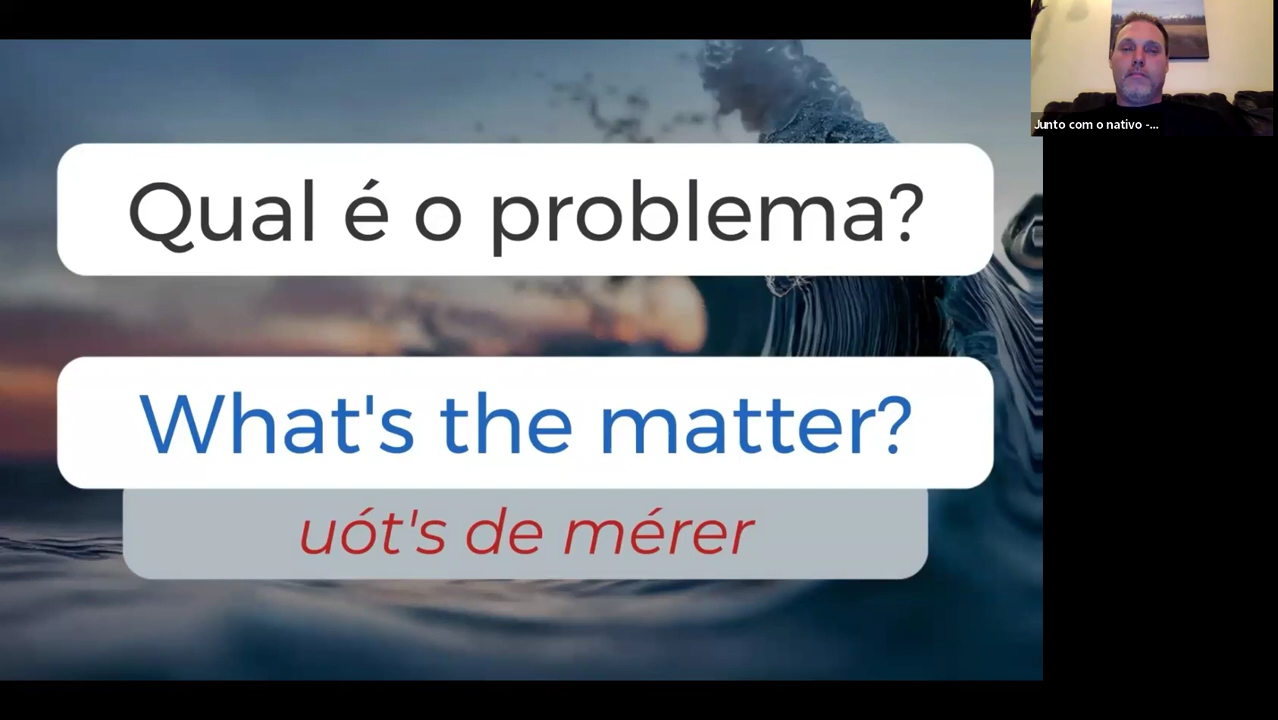 Junto com o nativo -...
Qual é o problema?
What's the matter?
uót's de mérer